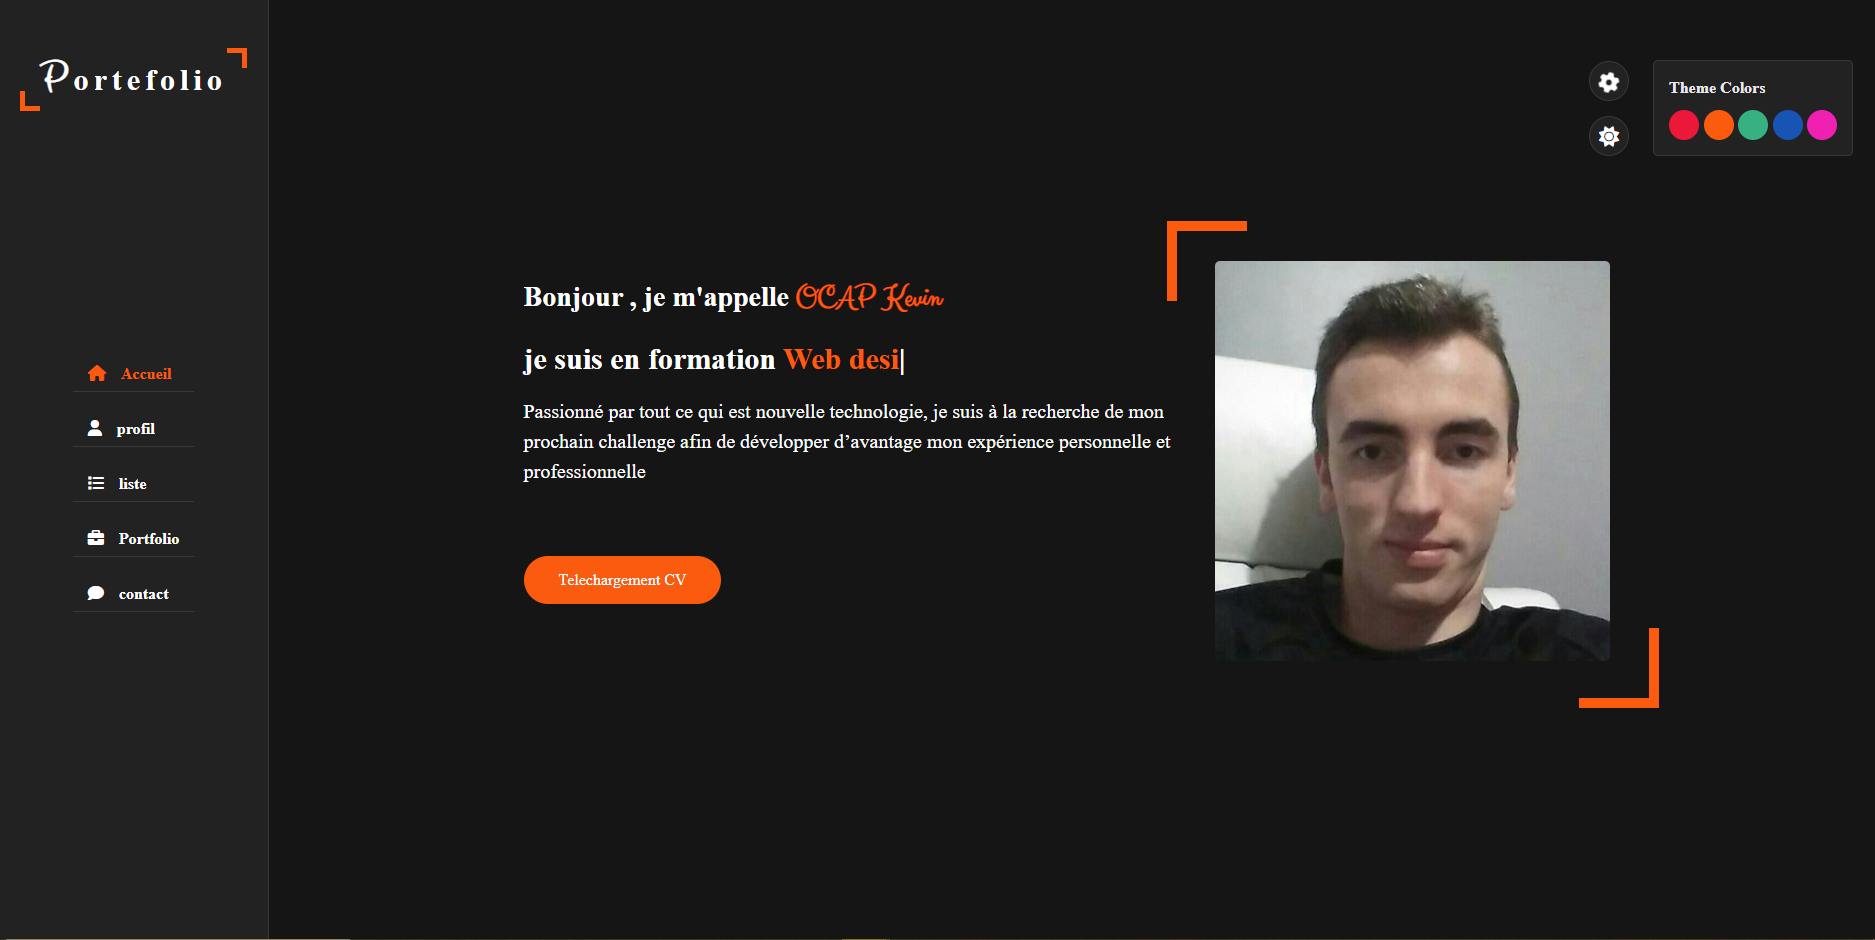 Portefolio
Accueil
profil
liste
Portfolio
contact
Theme Colors
Bonjour , je m'appelle OCAP Kevin
je suis en formation Web desi|
Passionné par tout ce qui est nouvelle technologie, je suis à la recherche de mon
prochain challenge afin de développer d’avantage mon expérience personnelle et
professionnelle
Telechargement CV